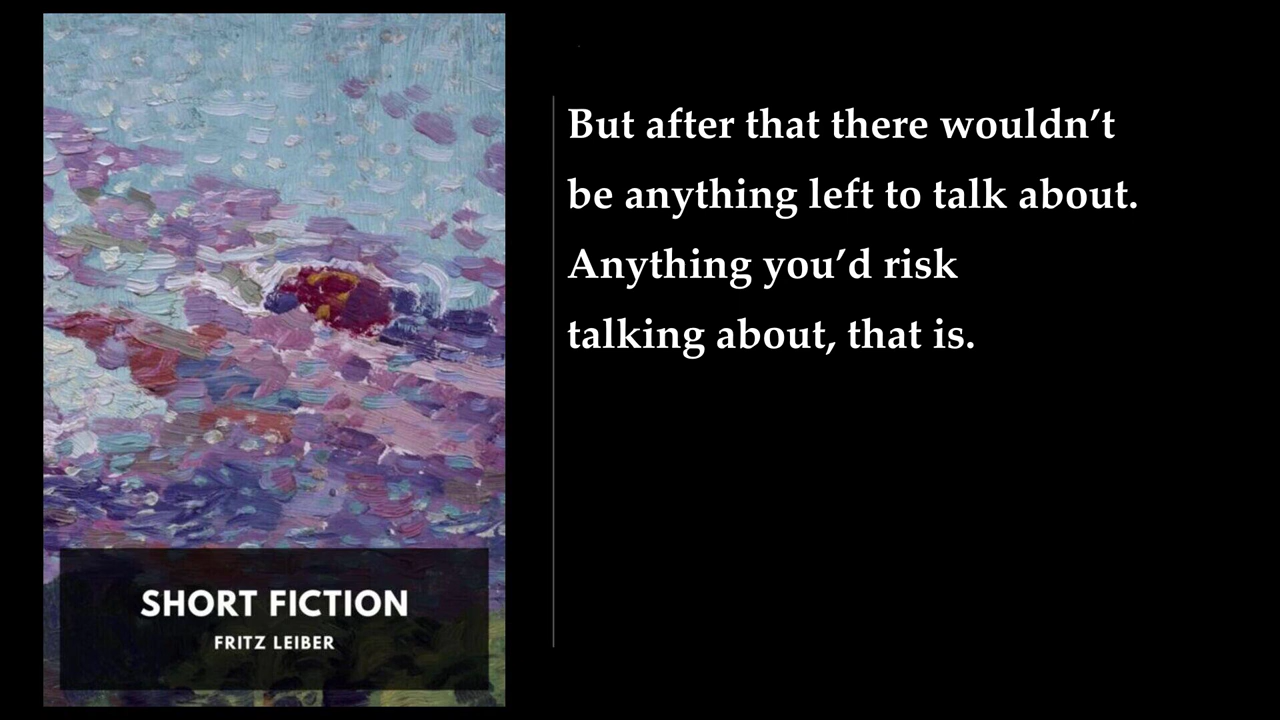 SHORT FICTION
FRITZ LEIBER
But after that there wouldn’t
be anything left to talk about.
Anything you’d risk
talking about, that is.